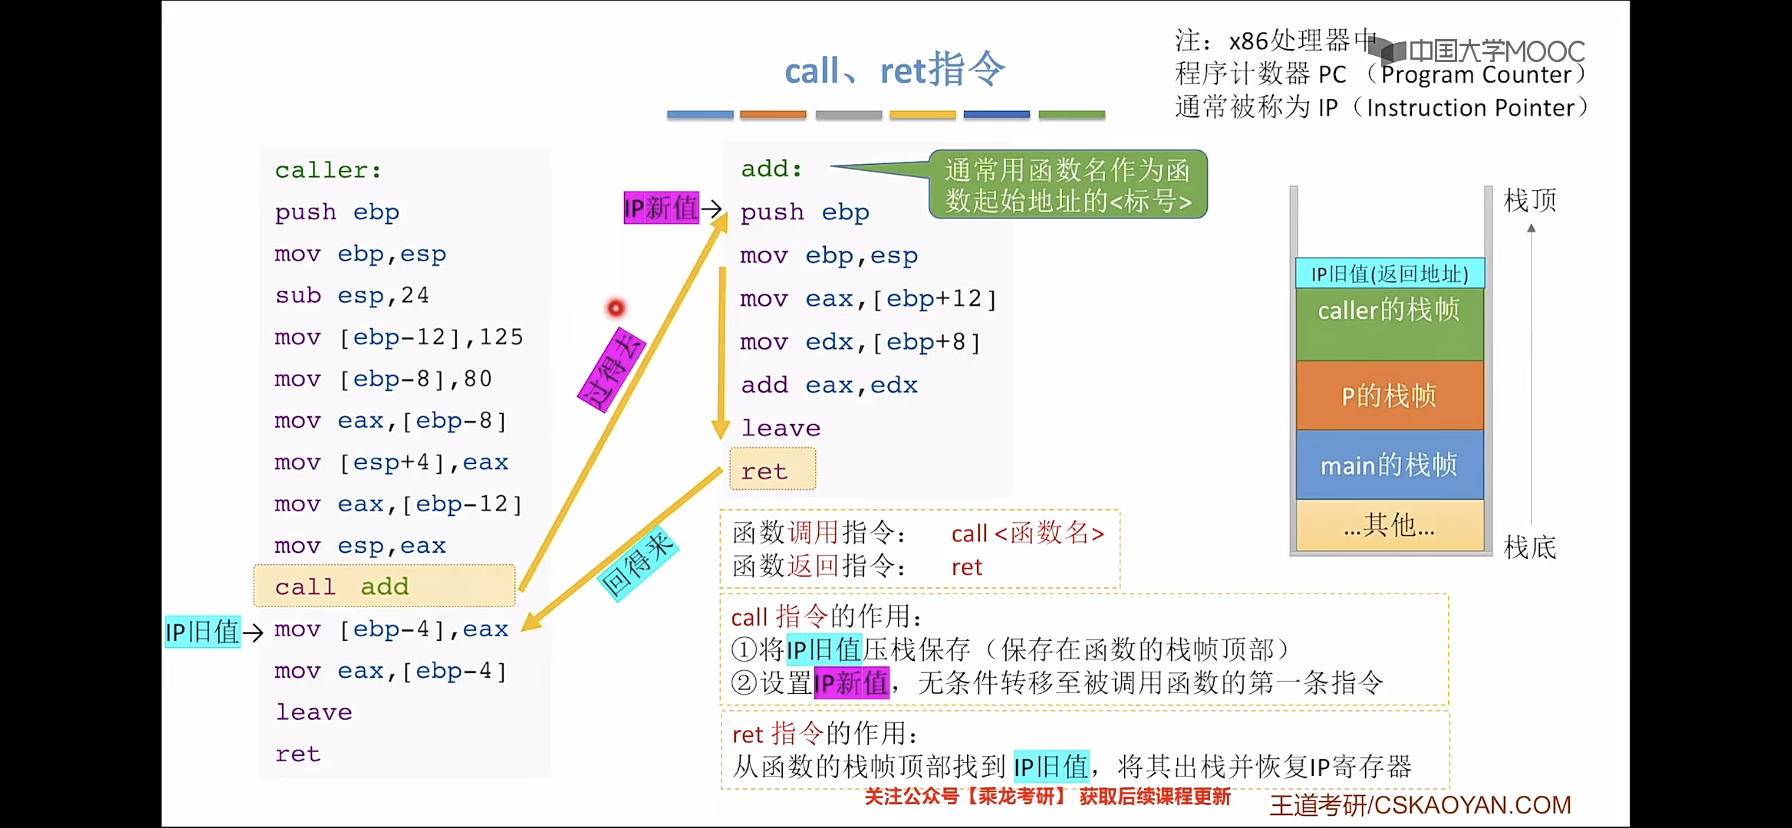 call、ret指令
注：x86处理器中
中国大学MOOC
程序计数器 PC （Program Counter）
通常被称为 IP（Instruction Pointer）
caller:
push ebp
mov ebp,esp
sub esp,24
mov [ebp-12],125
mov [ebp-8],80
mov eax,[ebp-8]
mov [esp+4],eax
mov eax,[ebp-12]
mov esp,eax
call add
IP旧值→
mov [ebp-4],eax
mov eax,[ebp-4]
leave
ret
过得去
回得来
add:
通常用函数名作为函
数起始地址的<标号>
IP新值→
push ebp
mov ebp,esp
mov eax,[ebp+12]
mov edx,[ebp+8]
add eax,edx
leave
ret
函数调用指令： call <函数名>
函数返回指令： ret
call 指令的作用：
①将IP旧值压栈保存（保存在函数的栈帧顶部）
②设置IP新值，无条件转移至被调用函数的第一条指令
ret 指令的作用：
从函数的栈帧顶部找到 IP旧值，将其出栈并恢复IP寄存器
栈顶
IP旧值(返回地址)
caller的栈帧
P的栈帧
main的栈帧
...其他...
栈底
关注公众号【乘龙考研】 获取后续课程更新
王道考研/CSKAOYAN.COM